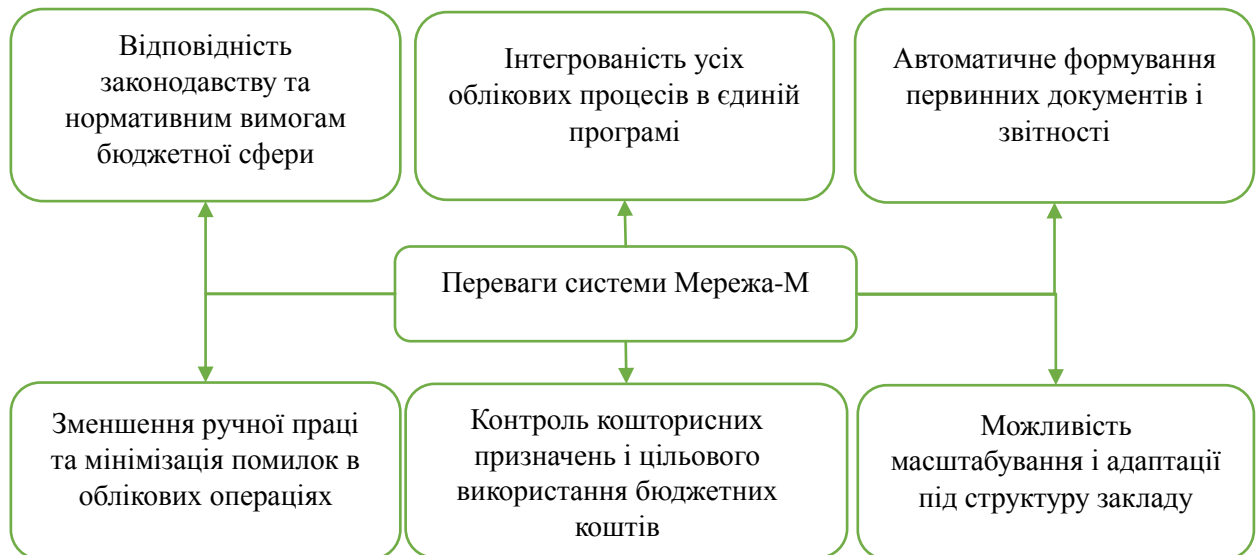 Відповідність
законодавству та
нормативним вимогам
бюджетної сфери
Інтегрованість усіх
облікових процесів в єдиній
програмі
Автоматичне формування
первинних документів і
звітності
Переваги системи Мережа-М
Зменшення ручної праці
та мінімізація помилок в
облікових операціях
Контроль кошторисних
призначень і цільового
використання бюджетних
коштів
Можливість
масштабування і адаптації
під структуру закладу